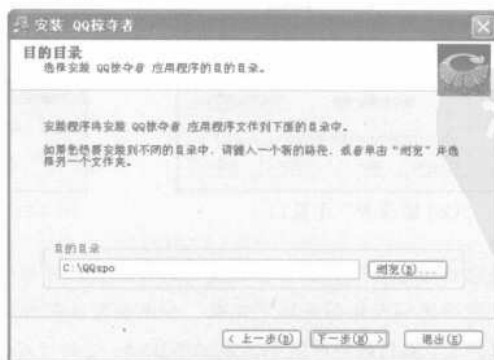 安装 QQ掠夺者
目的目录
选择安装 QQ掠夺者 应用程序的目的目录。
安装程序将安装 QQ掠夺者 应用程序文件到下面的目录中。
如果您想要安装到不同的目录中，请键入一个新的路径，或者单击“浏览”并选
择另一个文件夹。
目的目录
C:\QQspo
浏览(B)...
< 上一步(B)
下一步(N) >
退出(X)